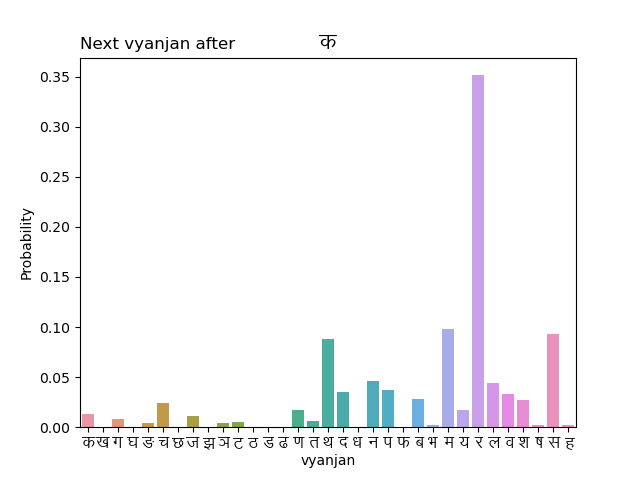 Next vyanjan after क
0.35
0.30
0.25
0.20
0.15
0.10
0.05
0.00
Probability
क ख ग घ ङ च छ ज झ ञ ट ठ ड ढ ण त थ द ध न प फ ब भ म य र ल व श ष स ह
vyanjan